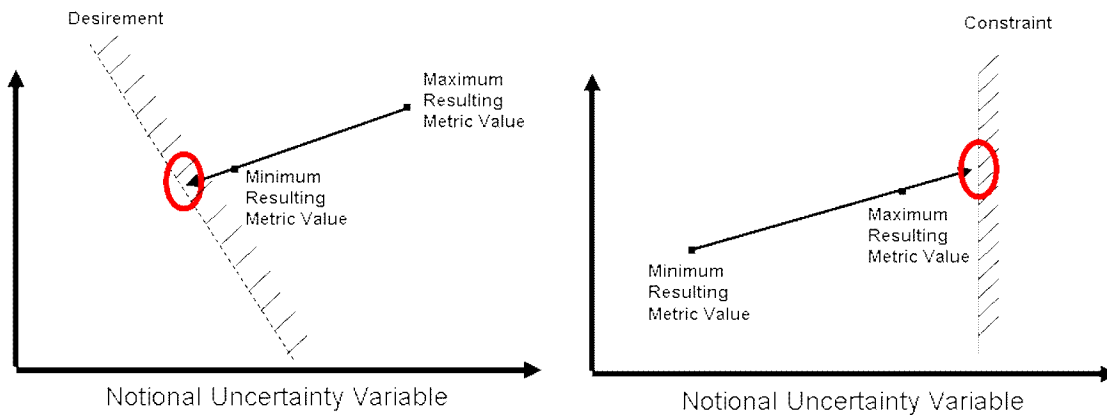 Desirement
Maximum
Resulting
Metric Value
Minimum
Resulting
Metric Value
Notional Uncertainty Variable
Constraint
Maximum
Resulting
Metric Value
Minimum
Resulting
Metric Value
Notional Uncertainty Variable